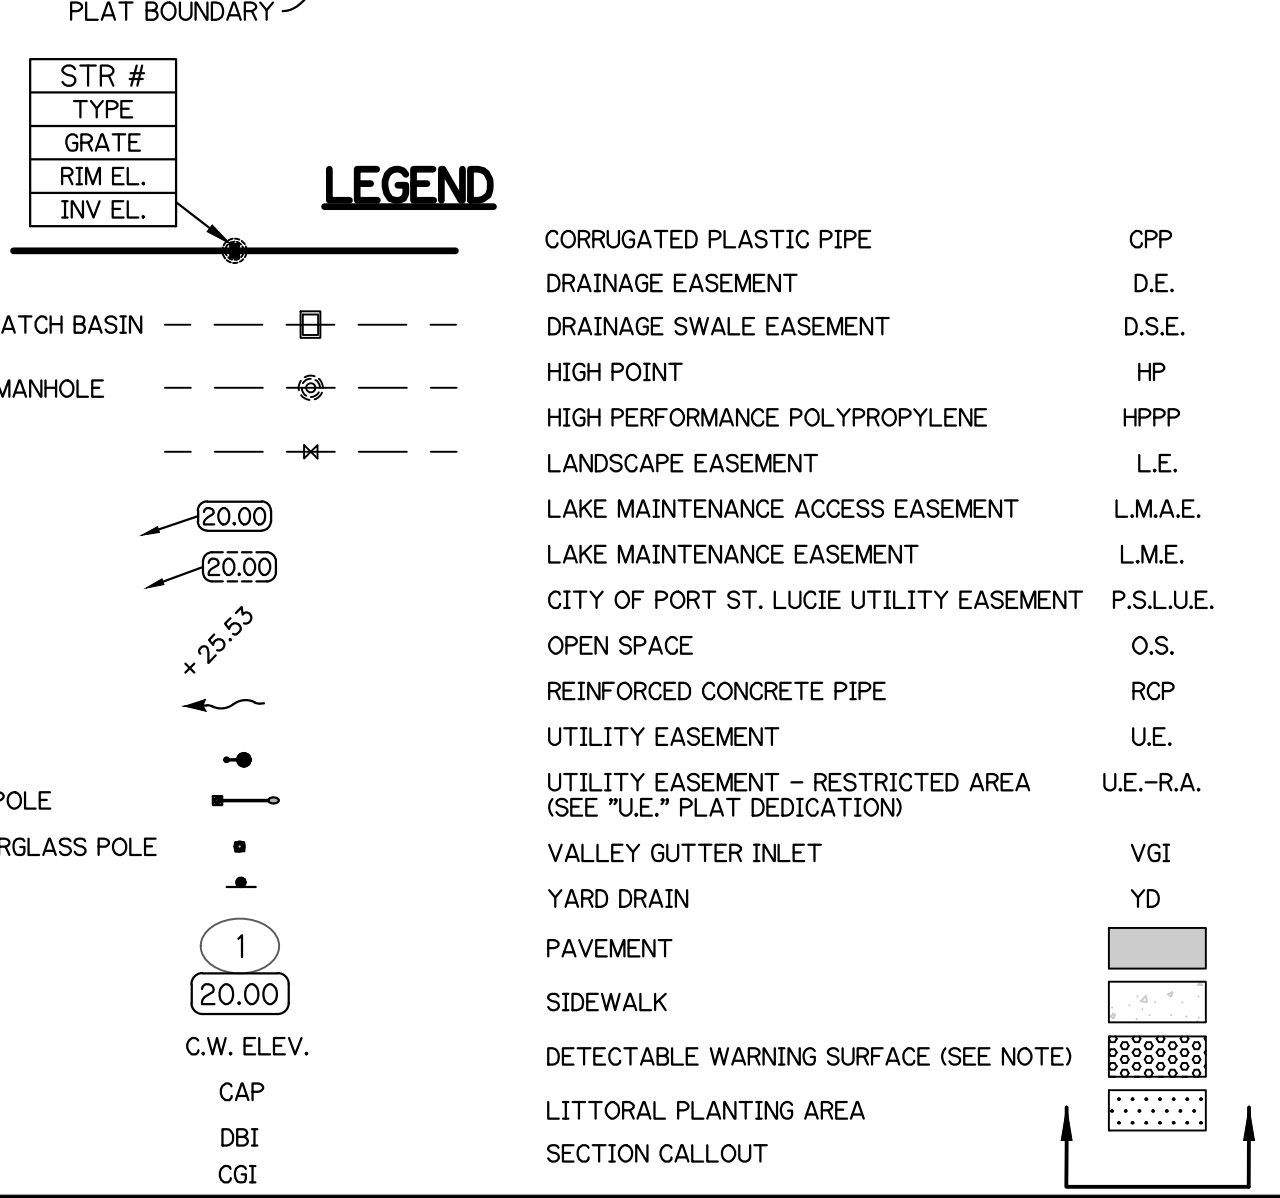 PLAT BOUNDARY
STR #
TYPE
GRATE
RIM EL.
INV EL.
LEGEND
ATCH BASIN
MANHOLE
20.00
20.00
+ 25.53
POLE
RGLASS POLE
1
20.00
C.W. ELEV.
CAP
DBI
CGI
CORRUGATED PLASTIC PIPE CPP
DRAINAGE EASEMENT D.E.
DRAINAGE SWALE EASEMENT D.S.E.
HIGH POINT HP
HIGH PERFORMANCE POLYPROPYLENE HPPP
LANDSCAPE EASEMENT L.E.
LAKE MAINTENANCE ACCESS EASEMENT L.M.A.E.
LAKE MAINTENANCE EASEMENT L.M.E.
CITY OF PORT ST. LUCIE UTILITY EASEMENT P.S.L.U.E.
OPEN SPACE O.S.
REINFORCED CONCRETE PIPE RCP
UTILITY EASEMENT U.E.
UTILITY EASEMENT - RESTRICTED AREA U.E.-R.A.
(SEE "U.E." PLAT DEDICATION)
VALLEY GUTTER INLET VGI
YARD DRAIN YD
PAVEMENT
SIDEWALK
DETECTABLE WARNING SURFACE (SEE NOTE)
LITTORAL PLANTING AREA
SECTION CALLOUT